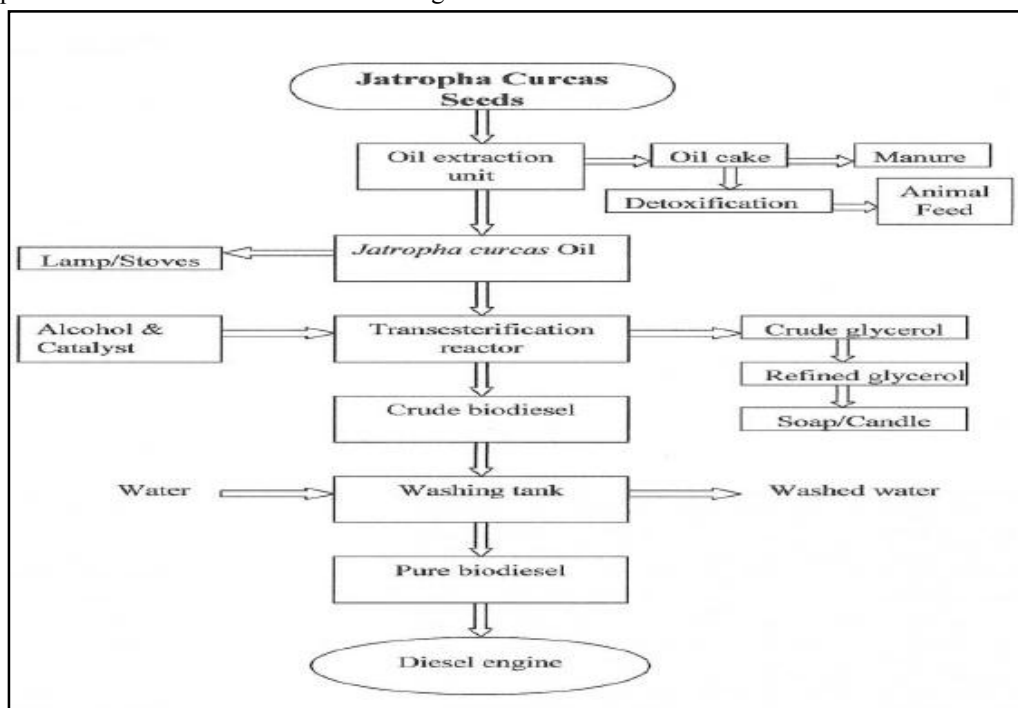 Jatropha Curcas
Seeds
Oil extraction
unit
Oil cake
Manure
Detoxification
Animal
Feed
Jatropha curcas Oil
Lamp/Stoves
Alcohol &
Catalyst
Transesterification
reactor
Crude glycerol
Refined glycerol
Crude biodiesel
Soap/Candle
Water
Washing tank
Washed water
Pure biodiesel
Diesel engine